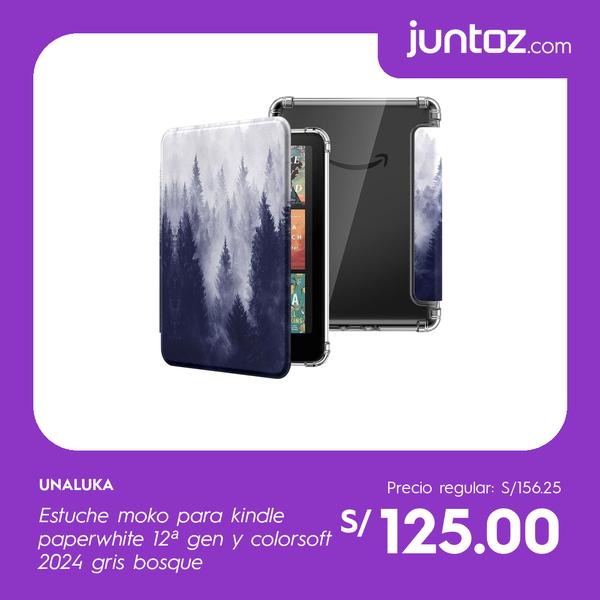 juntoz.com
UNALUKA
Estuche moko para kindle
paperwhite 12ª gen y colorsoft
2024 gris bosque
Precio regular: S/156.25
S/125.00